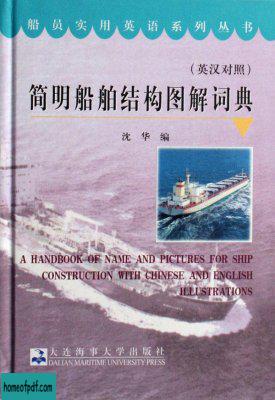 船员实用英语系列丛书
（英汉对照）
简明船舶结构图解词典
沈 华 编
A HANDBOOK OF NAME AND PICTURES FOR SHIP
CONSTRUCTION WITH CHINESE AND ENGLISH
ILLUSTRATIONS
大连海事大学出版社
DALIAN MARITIME UNIVERSITY PRESS
homeofpdf.com
homeofpdf.com